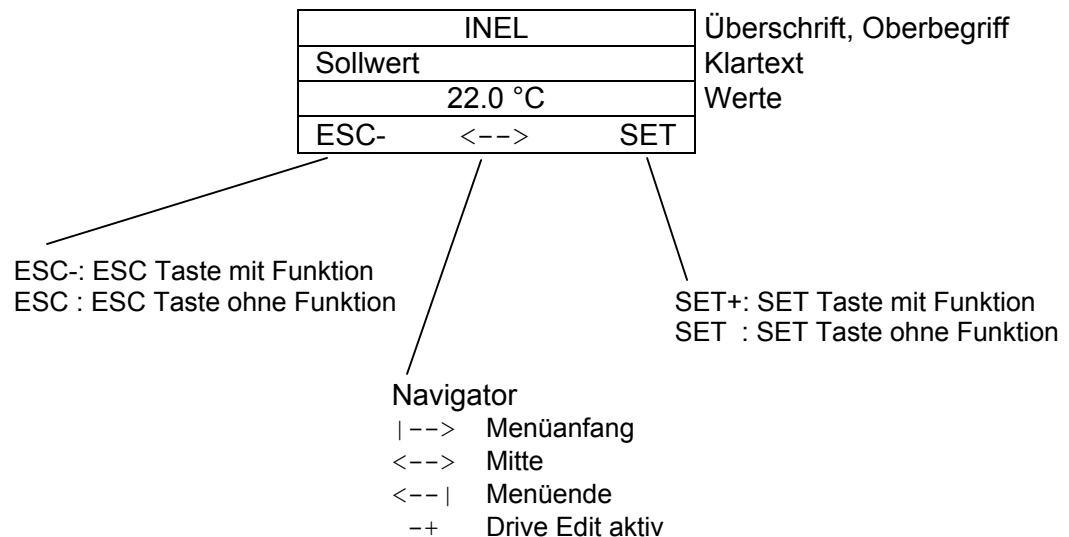 INEL Überschrift, Oberbegriff
Sollwert Klartext
22.0 °C Werte
ESC- <--> SET
ESC-: ESC Taste mit Funktion
ESC : ESC Taste ohne Funktion
SET+: SET Taste mit Funktion
SET : SET Taste ohne Funktion
Navigator
|--> Menüanfang
<--> Mitte
<--| Menüende
-+ Drive Edit aktiv